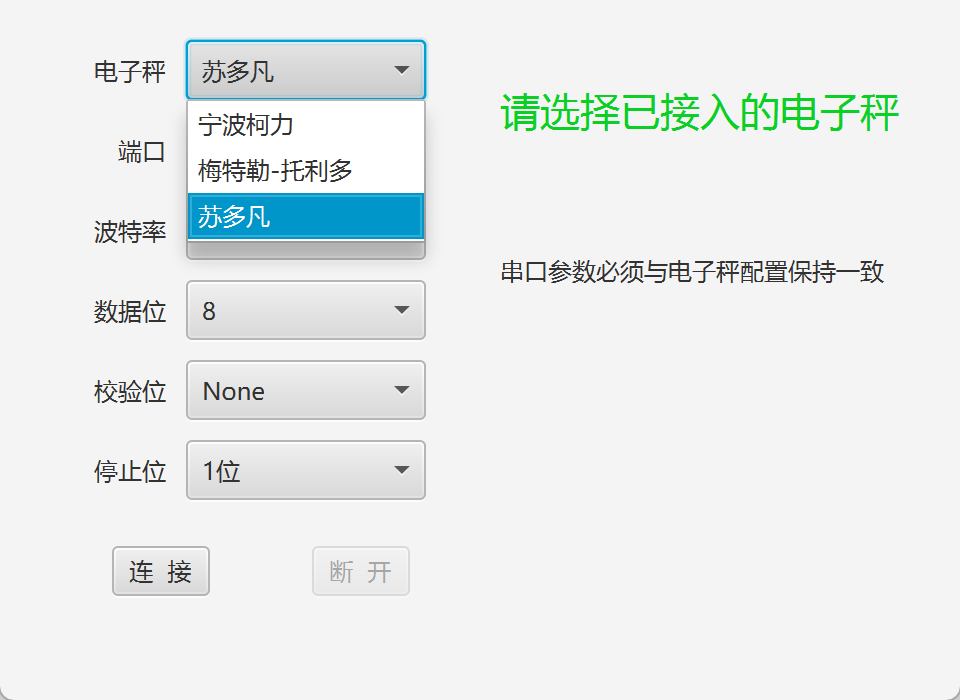 电子秤
苏多凡
宁波柯力
梅特勒-托利多
苏多凡
端口
波特率
数据位
8
校验位
None
停止位
1位
连 接
断 开
请选择已接入的电子秤
串口参数必须与电子秤配置保持一致